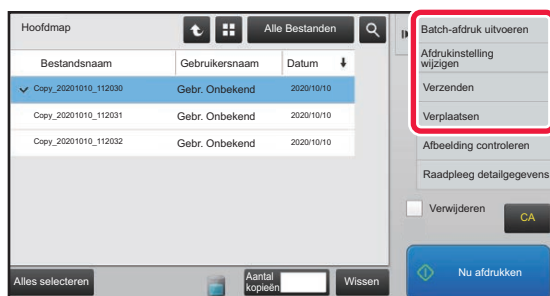 Hoofdmap
Alle Bestanden
Bestandsnaam Gebruikersnaam Datum
Copy_20201010_112030 Gebr. Onbekend 2020/10/10
Copy_20201010_112031 Gebr. Onbekend 2020/10/10
Copy_20201010_112032 Gebr. Onbekend 2020/10/10
Alles selecteren
Aantal
kopieën
Wissen
Batch-afdruk uitvoeren
Afdrukinstelling
wijzigen
Verzenden
Verplaatsen
Afbeelding controleren
Raadpleeg detailgegevens
Verwijderen
CA
Nu afdrukken